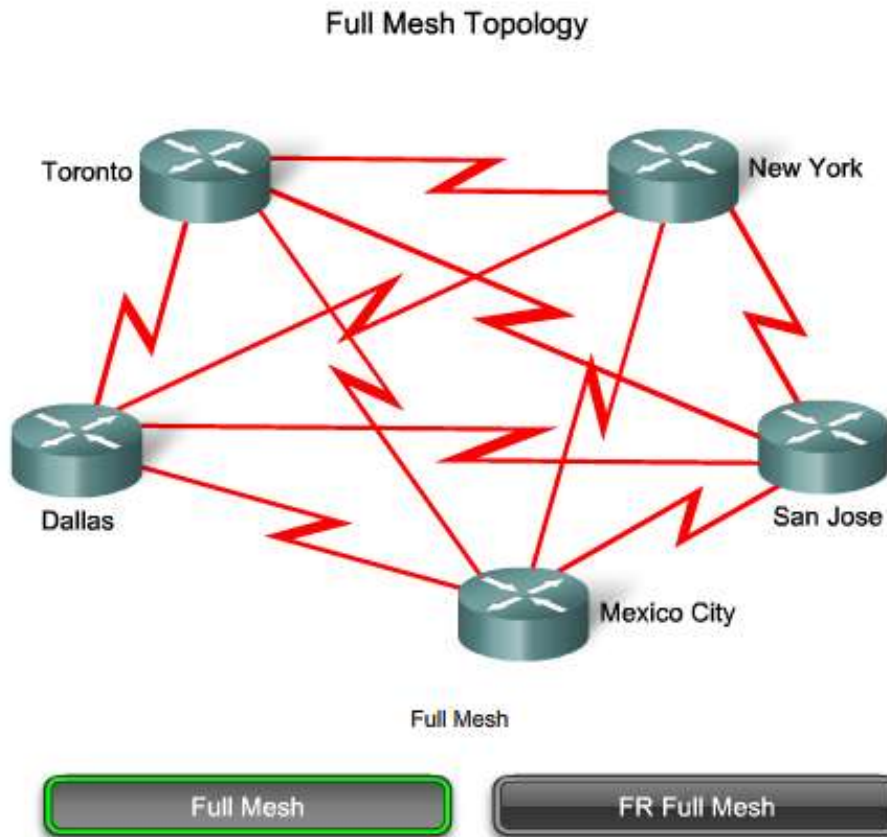 Full Mesh Topology
Toronto
New York
Dallas
San Jose
Mexico City
Full Mesh
Full Mesh
FR Full Mesh